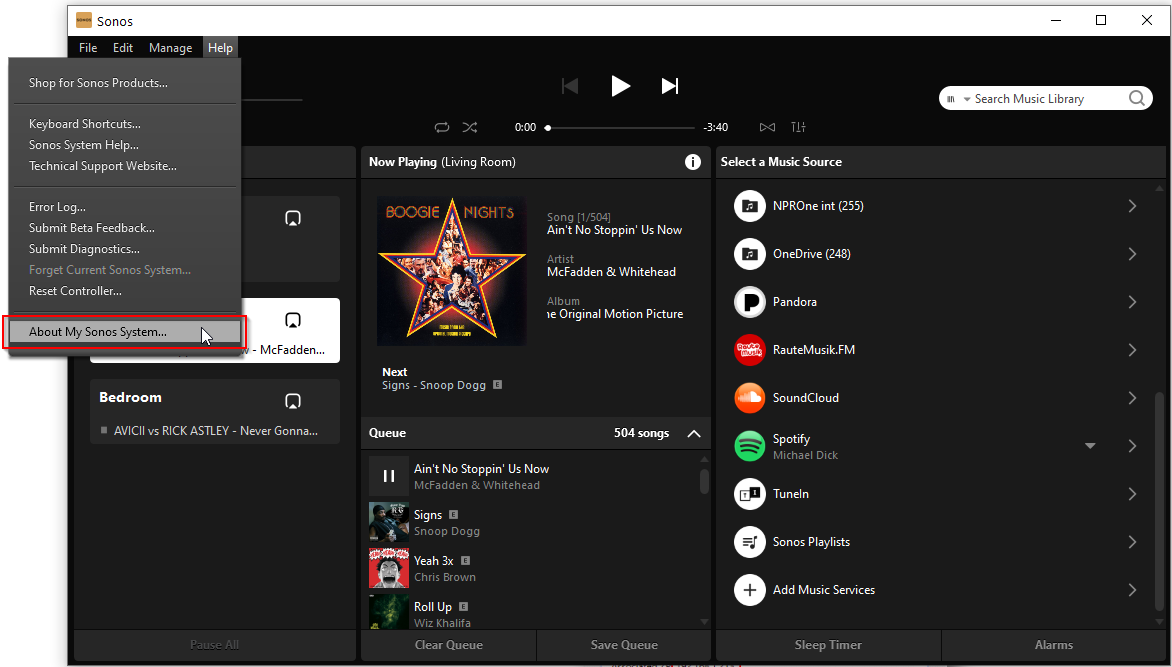 SONOS Sonos
File Edit Manage Help
Shop for Sonos Products...
Keyboard Shortcuts...
Sonos System Help...
Technical Support Website...
Error Log...
Submit Beta Feedback...
Submit Diagnostics...
Forget Current Sonos System...
Reset Controller...
About My Sonos System...
- McFadden...
Bedroom
AVICII vs RICK ASTLEY - Never Gonna...
Pause All
0:00 -3:40
Search Music Library
Now Playing (Living Room)
BOOGIE NIGHTS
Song [1/504]
Ain't No Stoppin' Us Now
Artist
McFadden & Whitehead
Album
ne Original Motion Picture
Next
Signs - Snoop Dogg E
Queue 504 songs
Ain't No Stoppin' Us Now
McFadden & Whitehead
Signs E
Snoop Dogg
Yeah 3x E
Chris Brown
Roll Up E
Wiz Khalifa
Clear Queue Save Queue
Select a Music Source
NPROne int (255)
OneDrive (248)
Pandora
RauteMusik.FM
SoundCloud
Spotify
Michael Dick
TuneIn
Sonos Playlists
Add Music Services
Sleep Timer Alarms